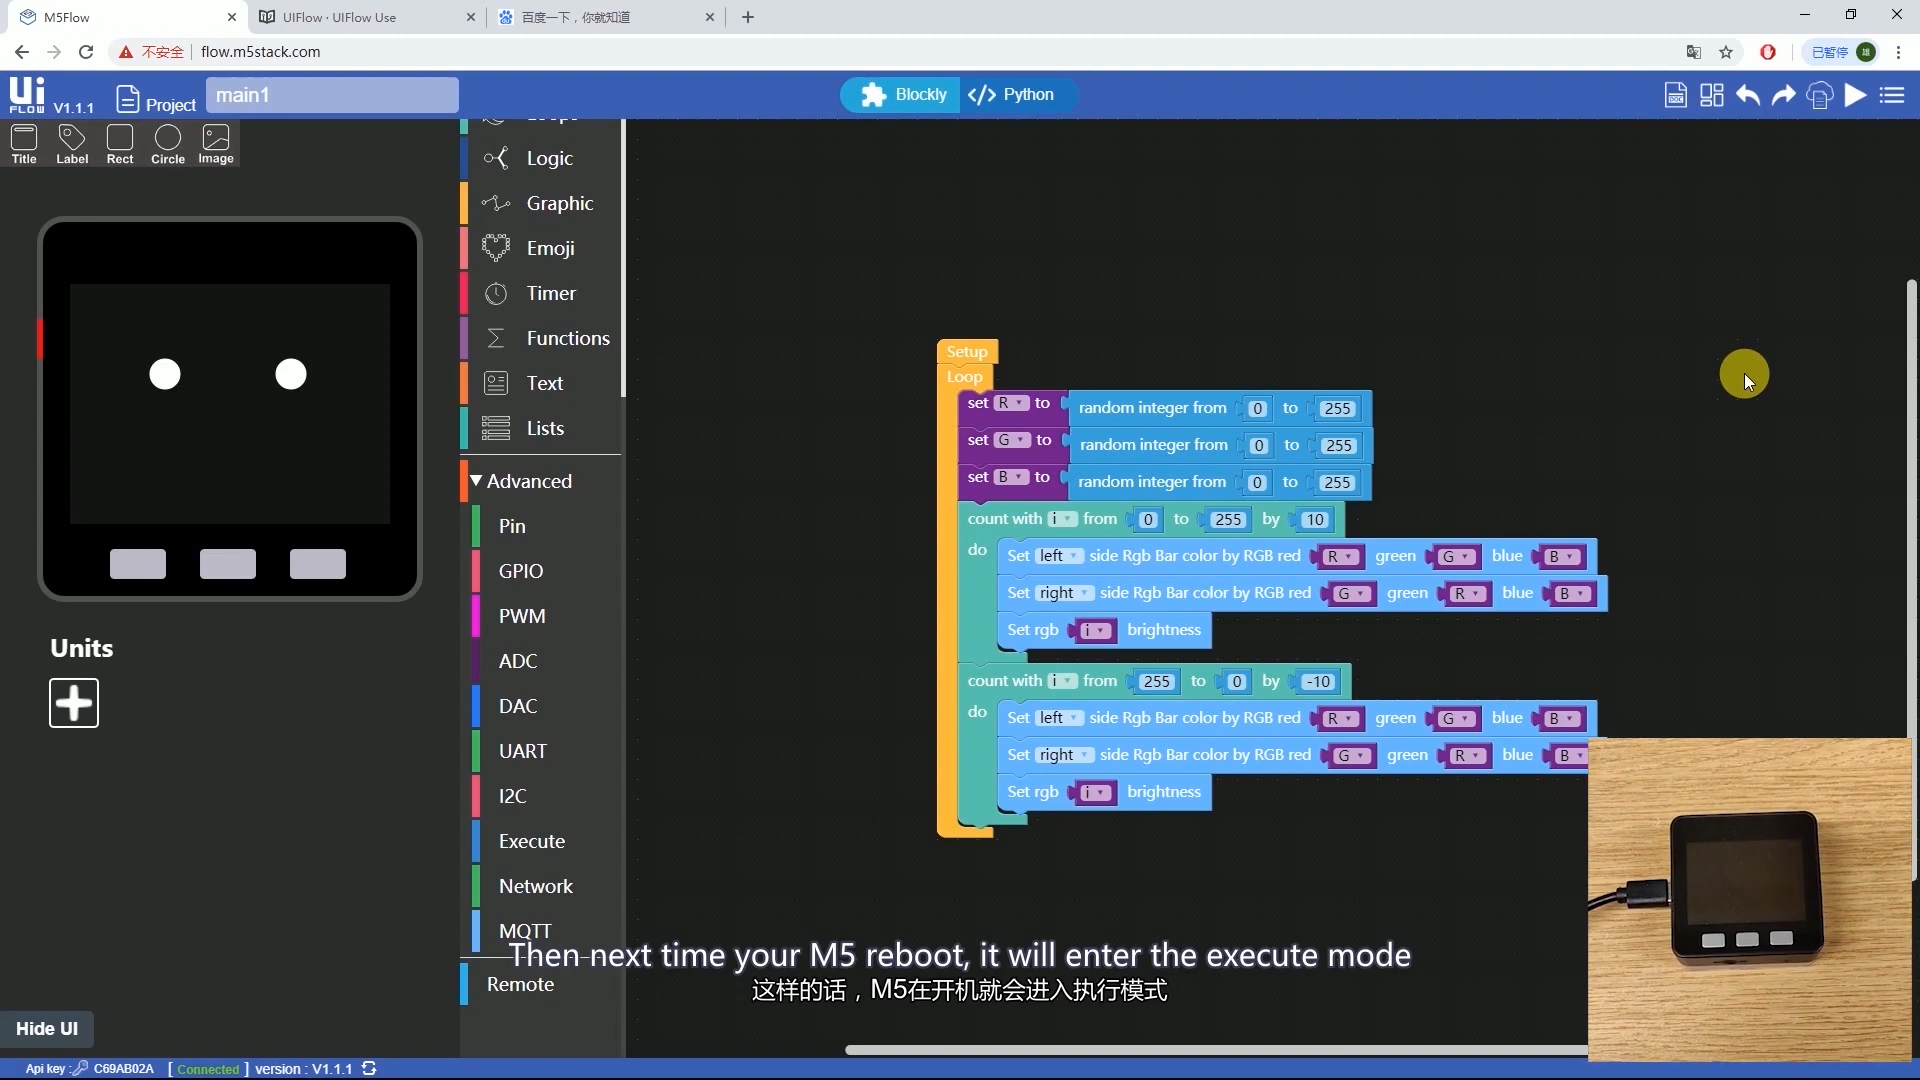 M5Flow
UIFlow · UIFlow Use
百度一下，你就知道
不安全
flow.m5stack.com
已暂停
雄
Ui
FLOW
V1.1.1
Project
main1
Blockly
</> Python
DOC
Title
Label
Rect
Circle
Image
Logic
Graphic
Emoji
Timer
Functions
Text
Lists
Advanced
Pin
GPIO
PWM
ADC
DAC
UART
I2C
Execute
Network
MQTT
Remote
Setup
Loop
set R to random integer from 0 to 255
set G to random integer from 0 to 255
set B to random integer from 0 to 255
count with i from 0 to 255 by 10
do Set left side Rgb Bar color by RGB red R green G blue B
Set right side Rgb Bar color by RGB red G green R blue B
Set rgb i brightness
count with i from 255 to 0 by -10
do Set left side Rgb Bar color by RGB red R green G blue B
Set right side Rgb Bar color by RGB red G green R blue B
Set rgb i brightness
Units
Then next time your M5 reboot, it will enter the execute mode
这样的话，M5在开机就会进入执行模式
Hide UI
Api key : C69AB02A [ Connected ] version : V1.1.1